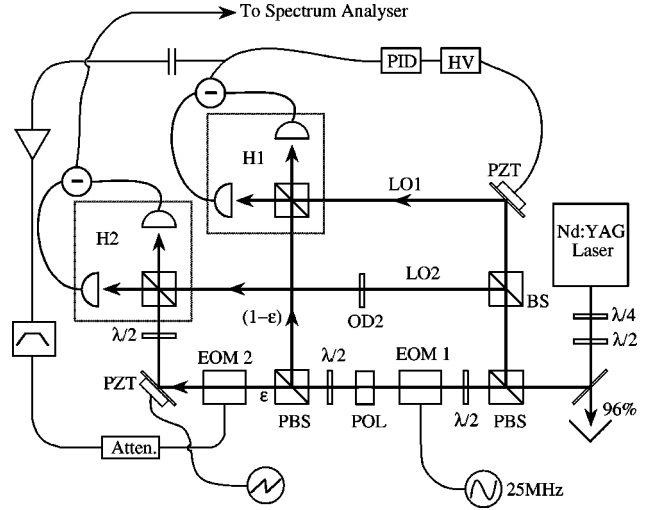 To Spectrum Analyser
PID
HV
−
H1
PZT
LO1
Nd:YAG
Laser
−
H2
LO2
λ/4
(1−ε)
OD2
BS
λ/2
λ/2
EOM 2
λ/2
EOM 1
PZT
ε
PBS
POL
λ/2
PBS
96%
Atten.
25MHz